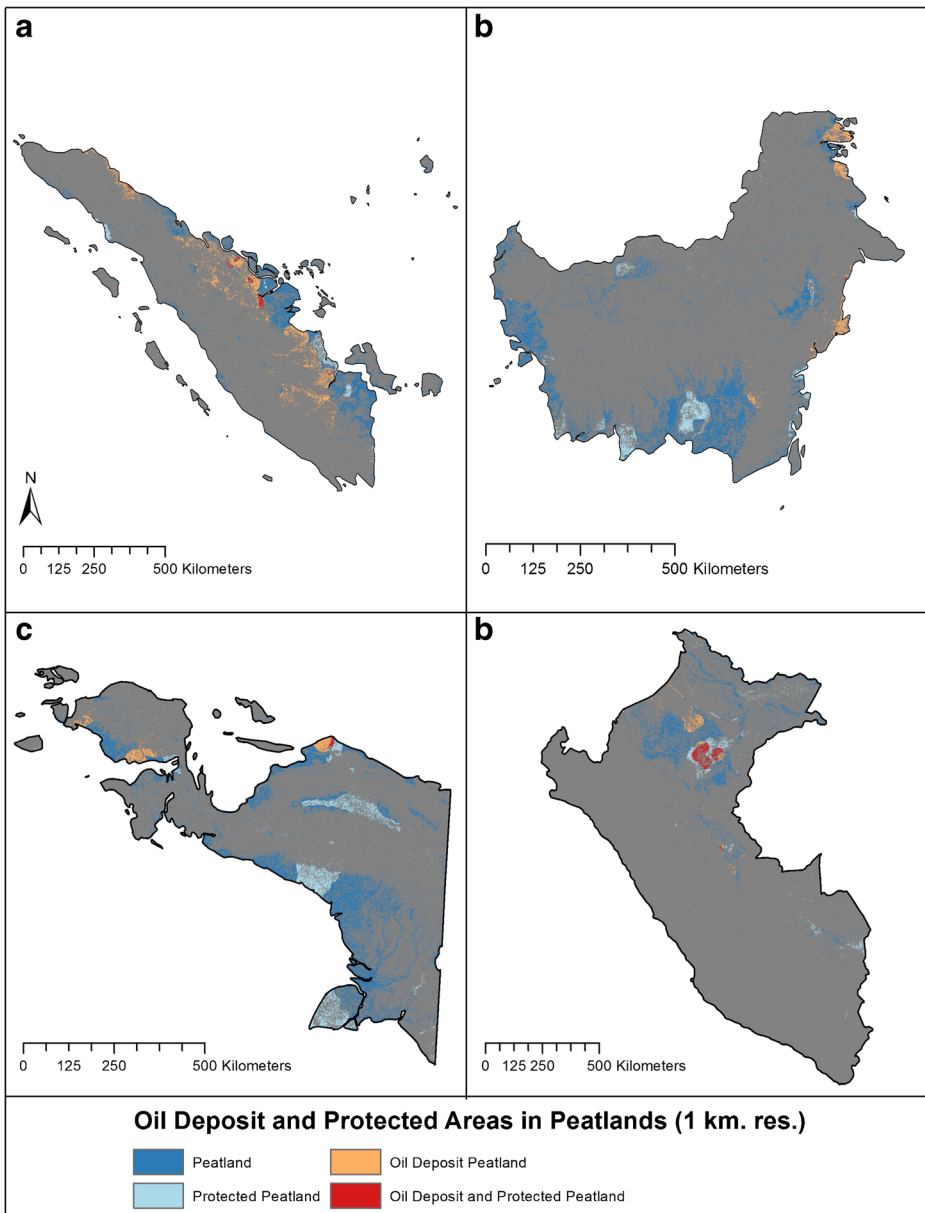 a
b
N
0 125 250 500 Kilometers
0 125 250 500 Kilometers
c
b
0 125 250 500 Kilometers
0 125 250 500 Kilometers
Oil Deposit and Protected Areas in Peatlands (1 km. res.)
Peatland
Oil Deposit Peatland
Protected Peatland
Oil Deposit and Protected Peatland